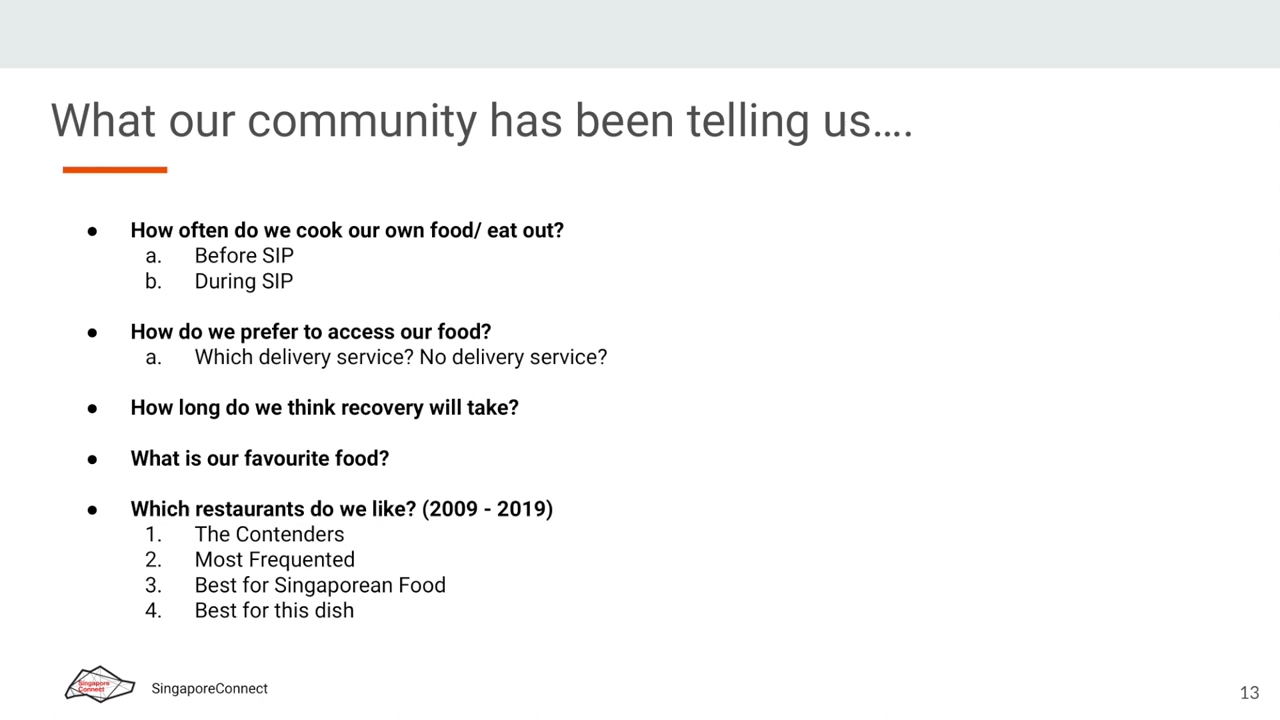 What our community has been telling us….
● How often do we cook our own food/ eat out?
a. Before SIP
b. During SIP
● How do we prefer to access our food?
a. Which delivery service? No delivery service?
● How long do we think recovery will take?
● What is our favourite food?
● Which restaurants do we like? (2009 - 2019)
1. The Contenders
2. Most Frequented
3. Best for Singaporean Food
4. Best for this dish
Singapore
Connect
SingaporeConnect
13